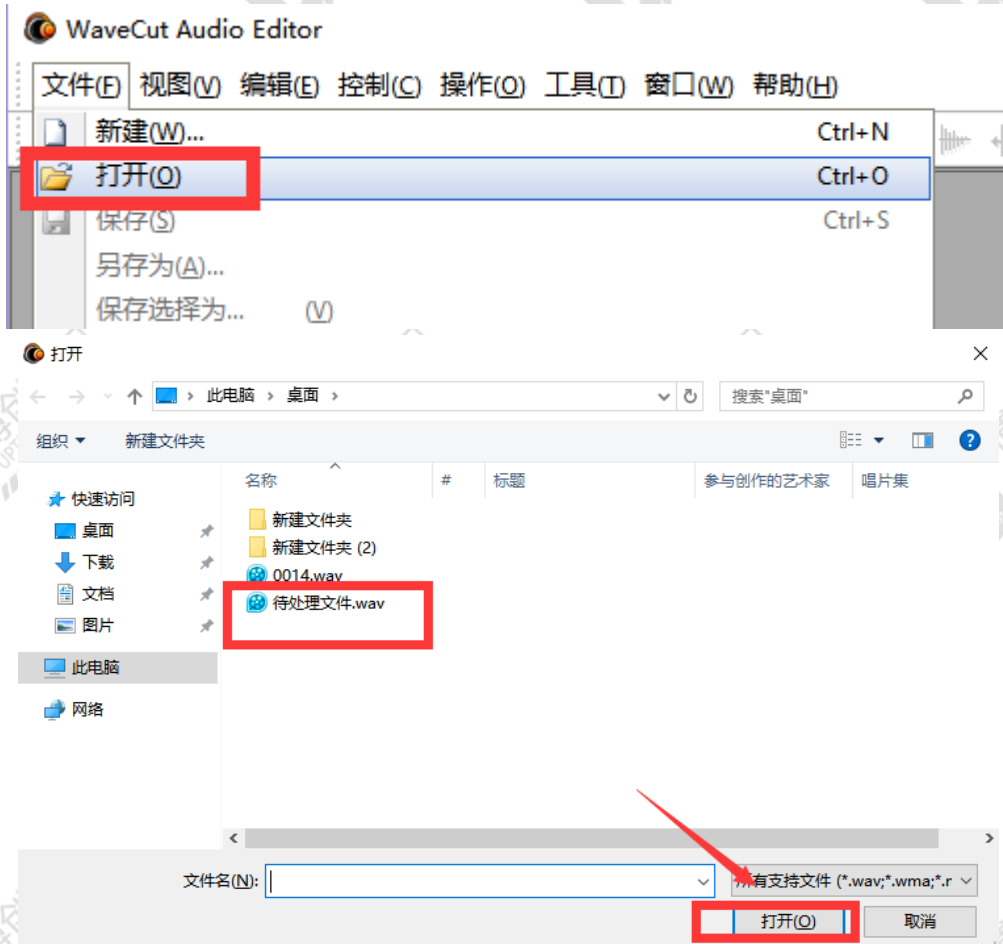 WaveCut Audio Editor
文件(F) 视图(V) 编辑(E) 控制(C) 操作(O) 工具(T) 窗口(W) 帮助(H)
新建(W)... Ctrl+N
打开(O) Ctrl+O
保存(S) Ctrl+S
另存为(A)...
保存选择为... (V)
打开
此电脑 › 桌面 ›
搜索"桌面"
组织 新建文件夹
名称 # 标题 参与创作的艺术家 唱片集
快速访问
桌面
下载
文档
图片
此电脑
网络
新建文件夹
新建文件夹 (2)
0014.wav
待处理文件.wav
文件名(N):
有支持文件 (*.wav;*.wma;*.r
打开(O) 取消